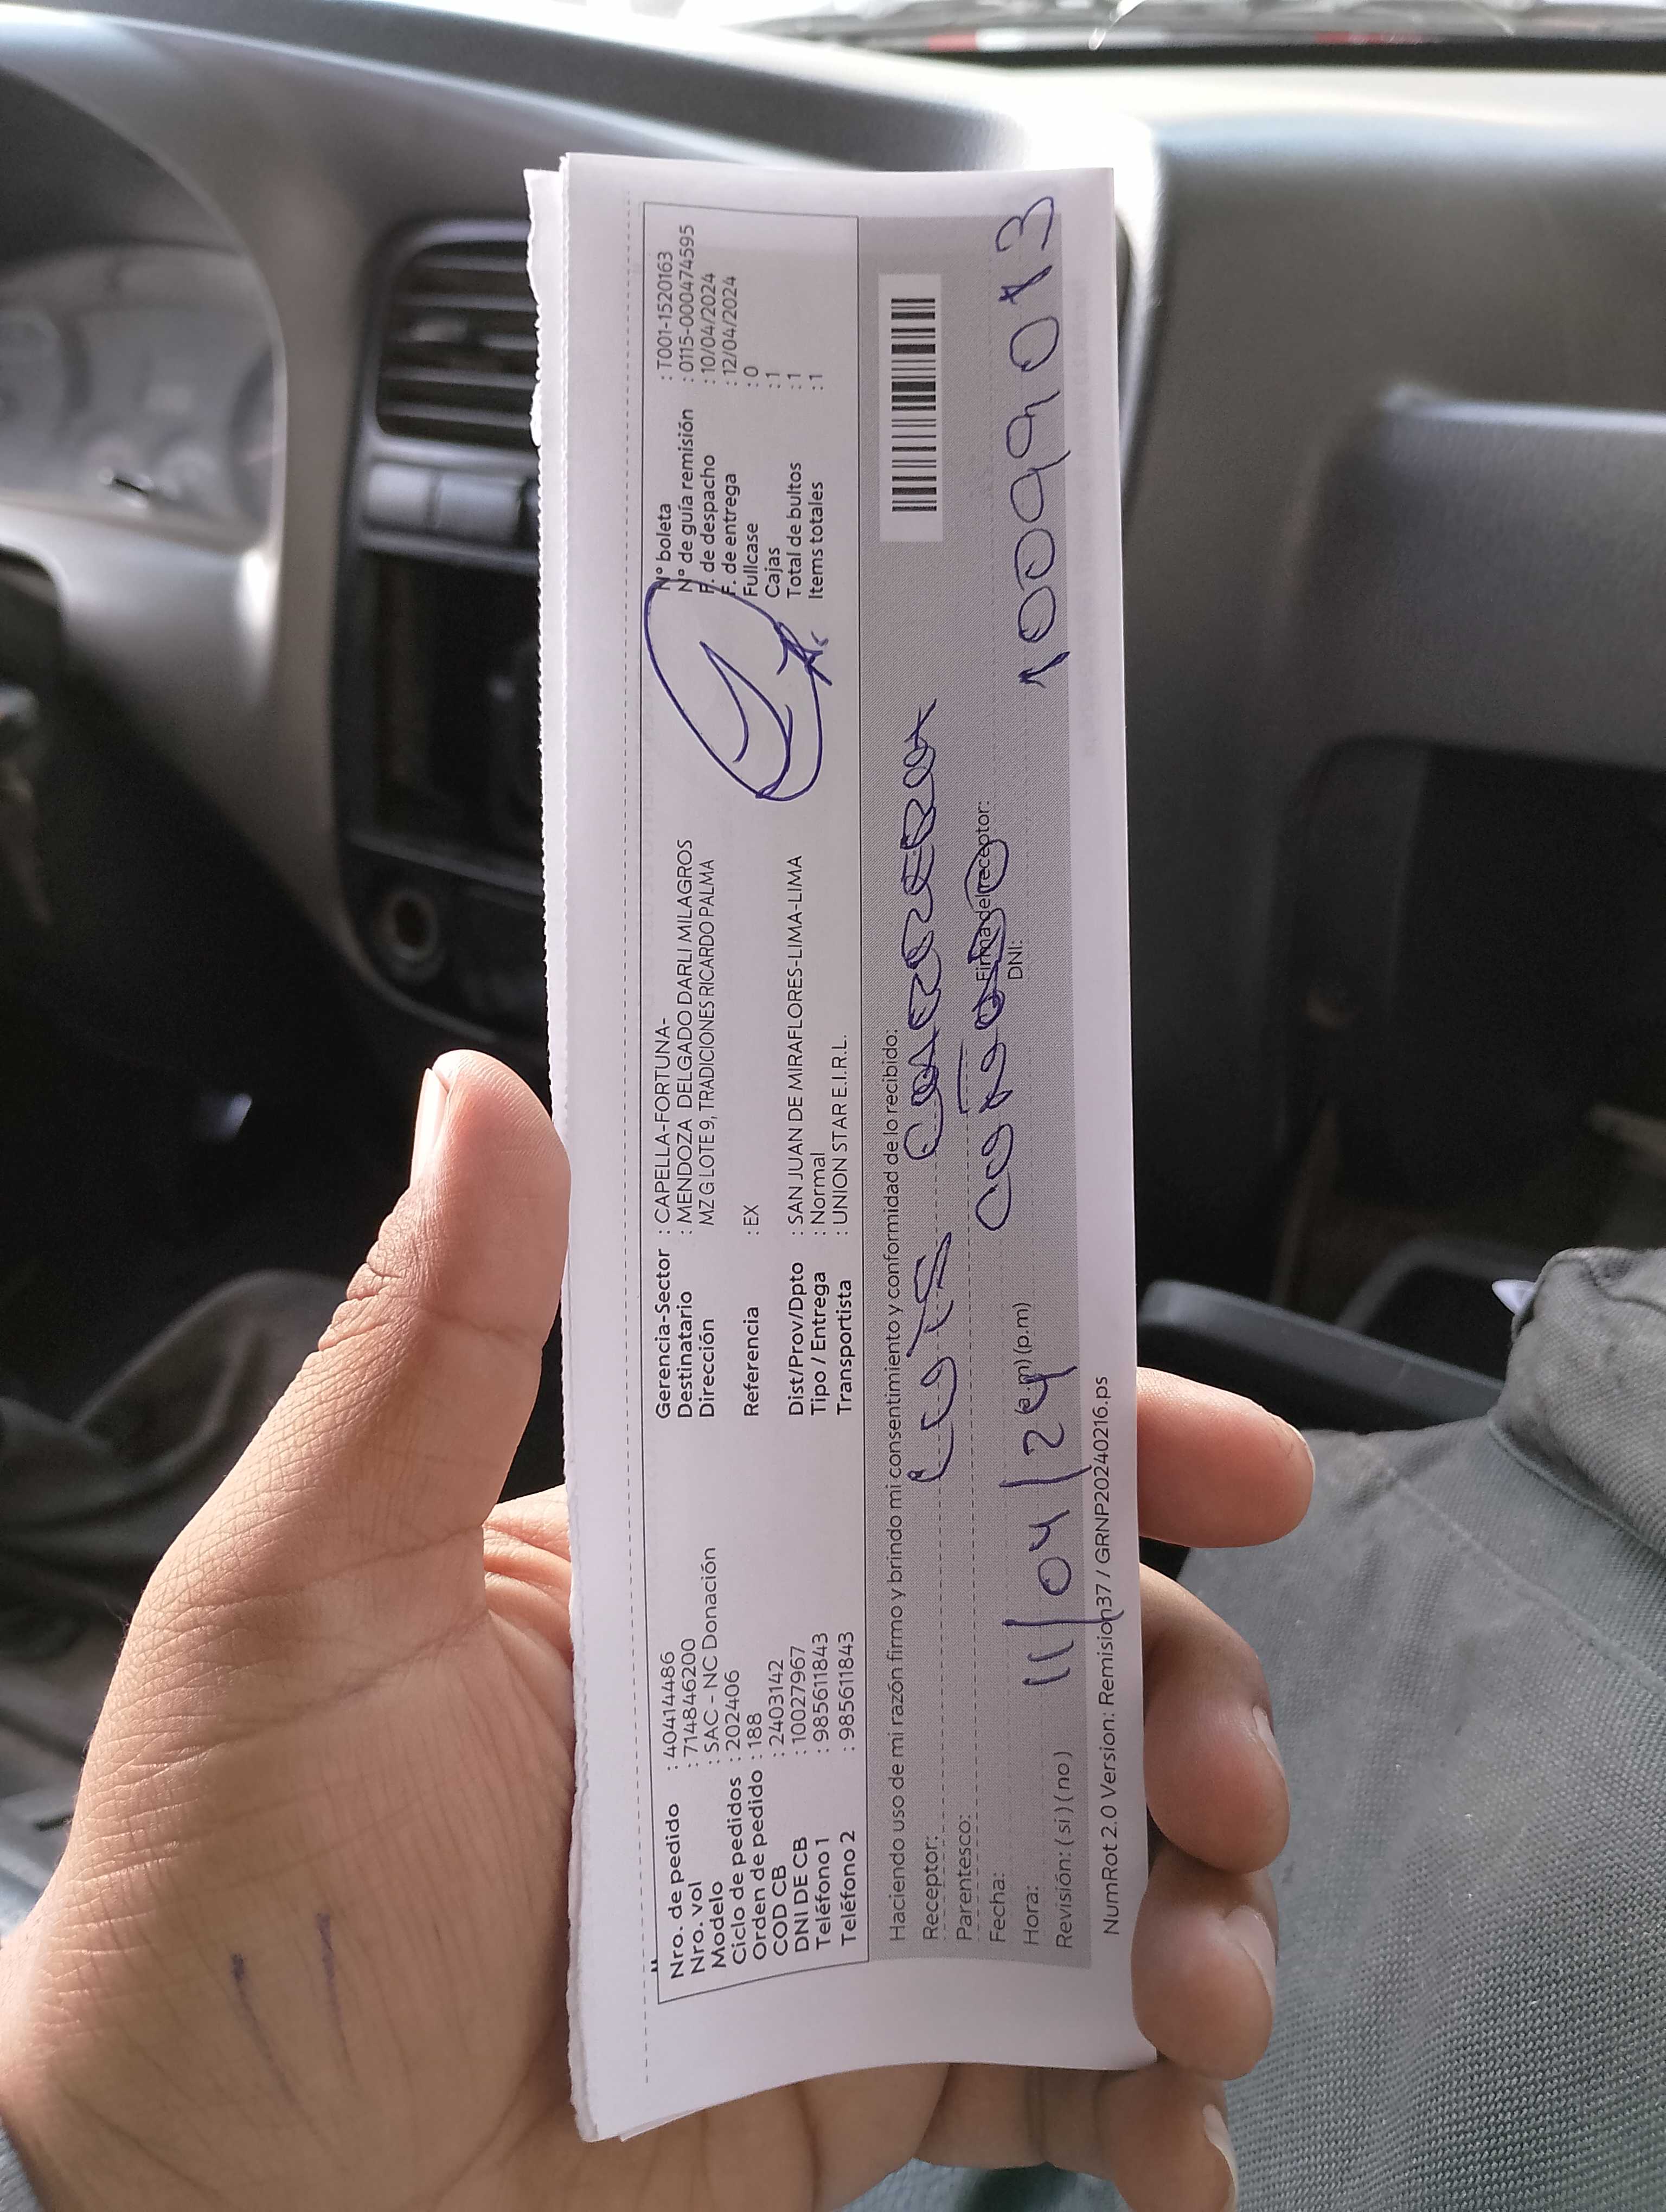 Nro. de pedido : 40414486
Nro. vol : 714846200
Modelo : SAC - NC Donación
Ciclo de pedidos : 202406
Orden de pedido : 188
COD CB : 2403142
DNI DE CB : 10027967
Teléfono 1 : 985611843
Teléfono 2 : 985611843
Gerencia-Sector : CAPELLA-FORTUNA-
Destinatario : MENDOZA DELGADO DARLI MILAGROS
Dirección MZ G LOTE 9, TRADICIONES RICARDO PALMA
Referencia : EX
Dist/Prov/Dpto : SAN JUAN DE MIRAFLORES-LIMA-LIMA
Tipo / Entrega : Normal
Transportista : UNION STAR E.I.R.L.
N° boleta : T001-1520163
N° de guía remisión : 0115-000474595
F. de despacho : 10/04/2024
F. de entrega : 12/04/2024
Fullcase : 0
Cajas : 1
Total de bultos : 1
Items totales : 1
Haciendo uso de mi razón firmo y brindo mi consentimiento y conformidad de lo recibido:
Receptor:
Parentesco:
Firma del receptor:
Fecha: 11/04/24
DNI:
Hora: (a.m) (p.m)
Revisión: ( si ) ( no )
NumRot 2.0 Version: Remision37 / GRNP20240216.ps